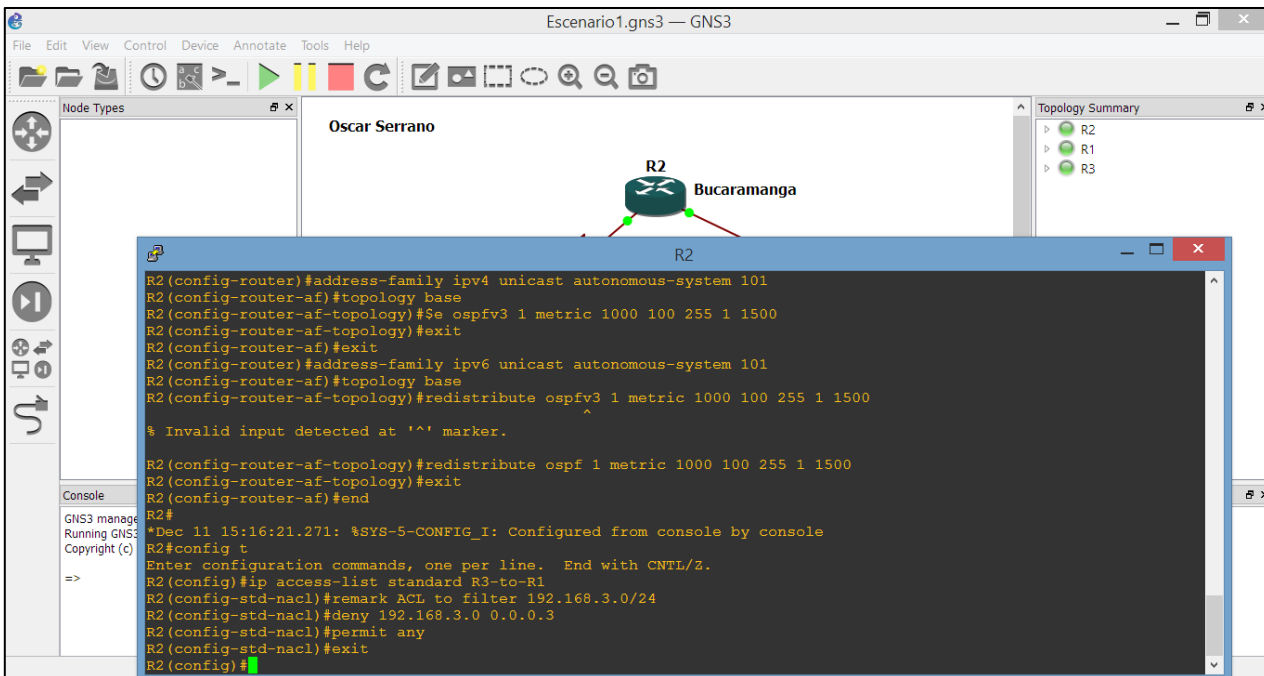 Escenario1.gns3 — GNS3
File Edit View Control Device Annotate Tools Help
Node Types
Oscar Serrano
R2
Bucaramanga
Topology Summary
R2
R1
R3
R2
R2(config-router)#address-family ipv4 unicast autonomous-system 101
R2(config-router-af)#topology base
R2(config-router-af-topology)#$e ospfv3 1 metric 1000 100 255 1 1500
R2(config-router-af-topology)#exit
R2(config-router-af)#exit
R2(config-router)#address-family ipv6 unicast autonomous-system 101
R2(config-router-af)#topology base
R2(config-router-af-topology)#redistribute ospfv3 1 metric 1000 100 255 1 1500
^
% Invalid input detected at '^' marker.
R2(config-router-af-topology)#redistribute ospf 1 metric 1000 100 255 1 1500
R2(config-router-af-topology)#exit
R2(config-router-af)#end
R2#
*Dec 11 15:16:21.271: %SYS-5-CONFIG_I: Configured from console by console
R2#config t
Enter configuration commands, one per line. End with CNTL/Z.
R2(config)#ip access-list standard R3-to-R1
R2(config-std-nacl)#remark ACL to filter 192.168.3.0/24
R2(config-std-nacl)#deny 192.168.3.0 0.0.0.3
R2(config-std-nacl)#permit any
R2(config-std-nacl)#exit
R2(config)#
Console
GNS3 manage
Running GNS3
Copyright (c)
=>